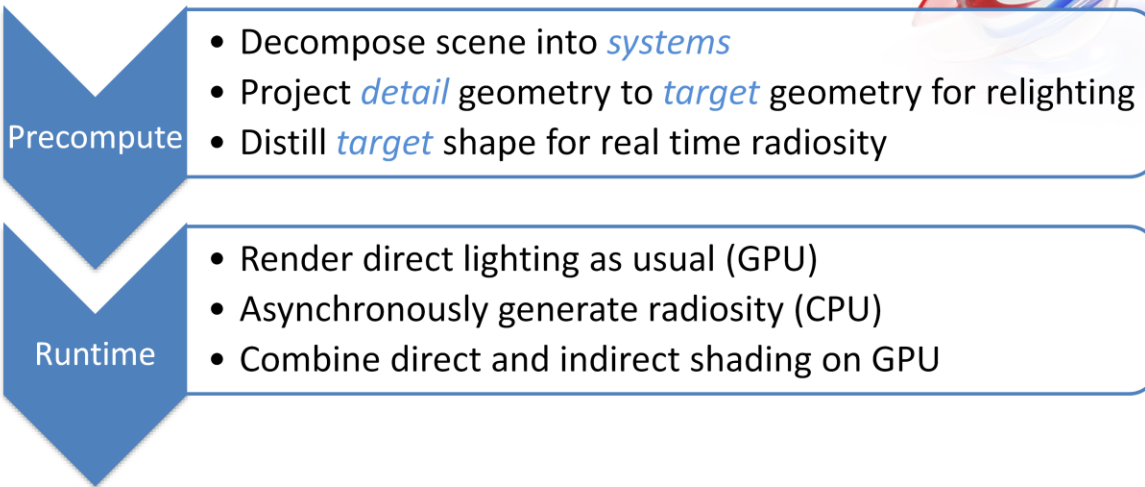 Precompute
• Decompose scene into systems
• Project detail geometry to target geometry for relighting
• Distill target shape for real time radiosity
Runtime
• Render direct lighting as usual (GPU)
• Asynchronously generate radiosity (CPU)
• Combine direct and indirect shading on GPU